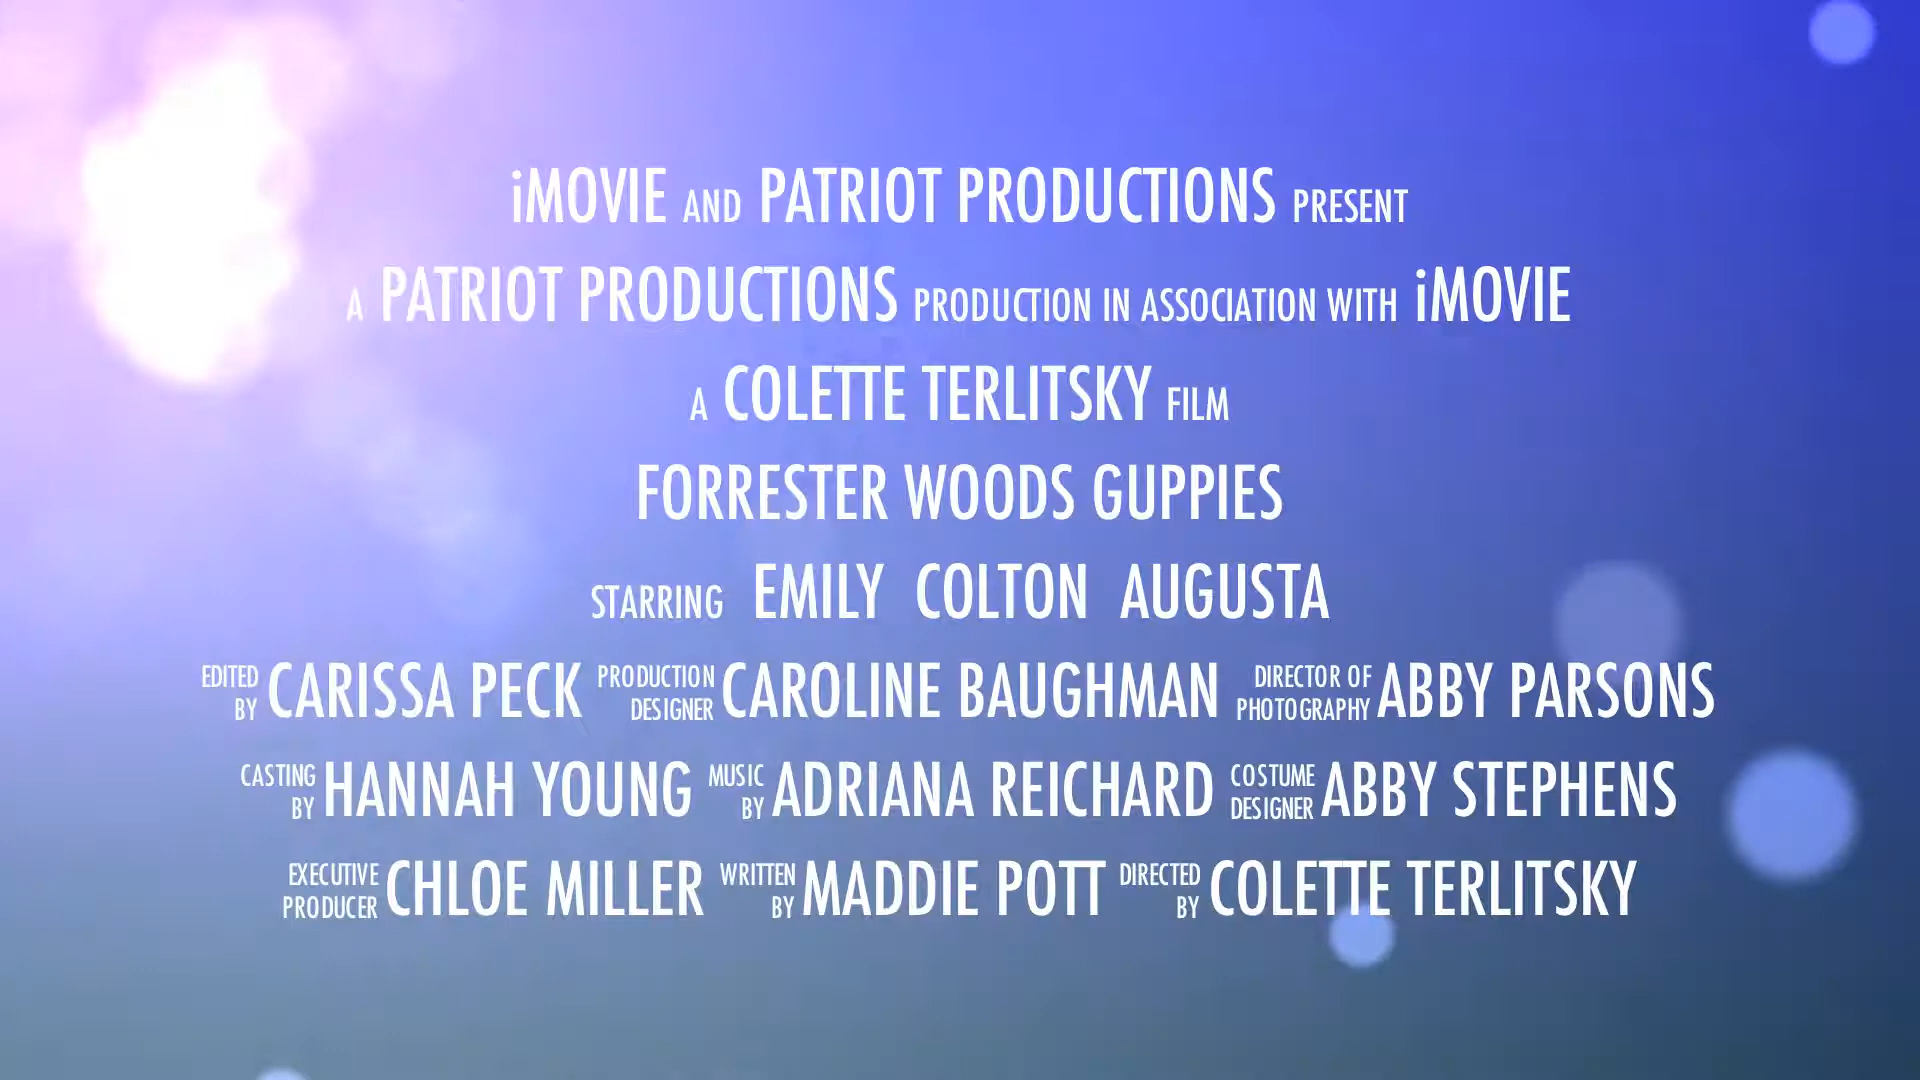 iMOVIE AND PATRIOT PRODUCTIONS PRESENT
A PATRIOT PRODUCTIONS PRODUCTION IN ASSOCIATION WITH iMOVIE
A COLETTE TERLITSKY FILM
FORRESTER WOODS GUPPIES
STARRING EMILY COLTON AUGUSTA
EDITED BY CARISSA PECK PRODUCTION DESIGNER CAROLINE BAUGHMAN DIRECTOR OF PHOTOGRAPHY ABBY PARSONS
CASTING BY HANNAH YOUNG MUSIC BY ADRIANA REICHARD COSTUME DESIGNER ABBY STEPHENS
EXECUTIVE PRODUCER CHLOE MILLER WRITTEN BY MADDIE POTT DIRECTED BY COLETTE TERLITSKY